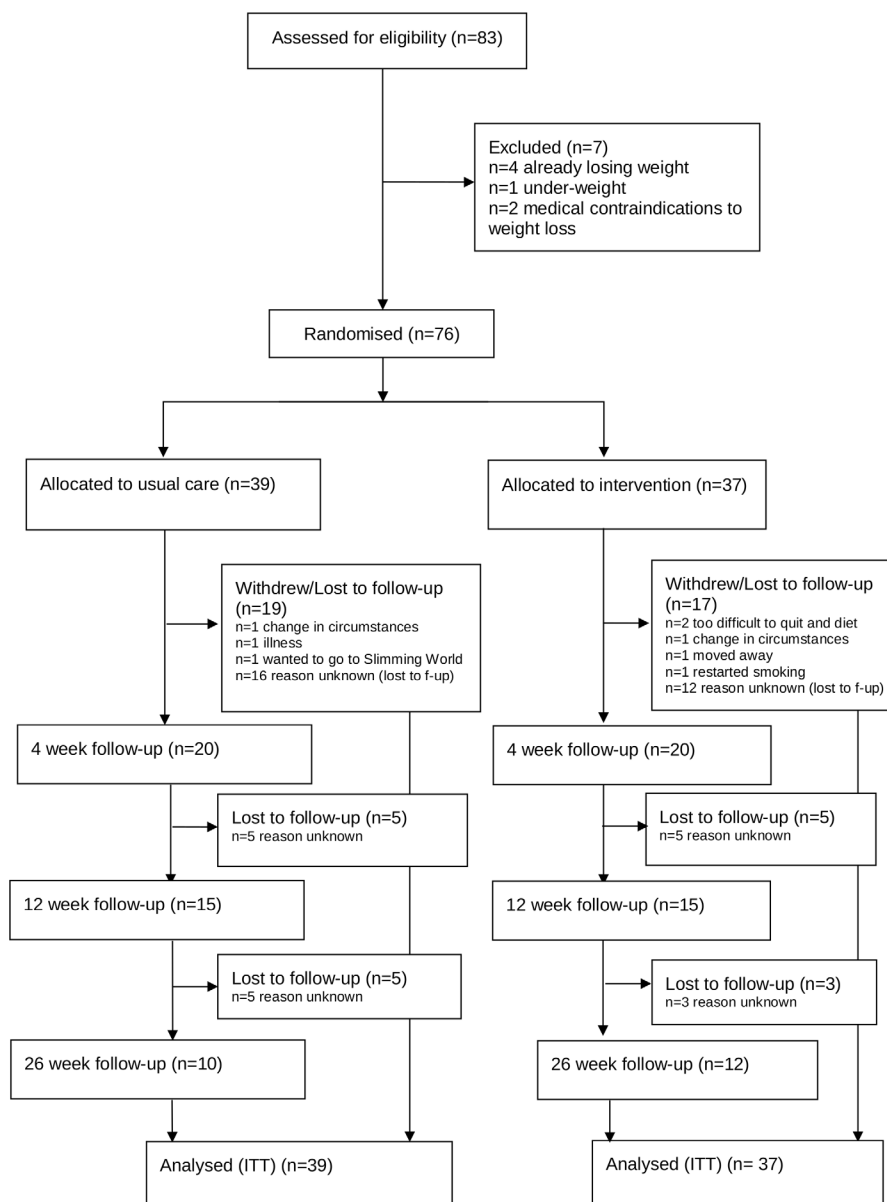 Assessed for eligibility (n=83)
Excluded (n=7)
n=4 already losing weight
n=1 under-weight
n=2 medical contraindications to
weight loss
Randomised (n=76)
Allocated to usual care (n=39)
Allocated to intervention (n=37)
Withdrew/Lost to follow-up
(n=19)
n=1 change in circumstances
n=1 illness
n=1 wanted to go to Slimming World
n=16 reason unknown (lost to f-up)
Withdrew/Lost to follow-up
(n=17)
n=2 too difficult to quit and diet
n=1 change in circumstances
n=1 moved away
n=1 restarted smoking
n=12 reason unknown (lost to f-up)
4 week follow-up (n=20)
4 week follow-up (n=20)
Lost to follow-up (n=5)
n=5 reason unknown
Lost to follow-up (n=5)
n=5 reason unknown
12 week follow-up (n=15)
12 week follow-up (n=15)
Lost to follow-up (n=5)
n=5 reason unknown
Lost to follow-up (n=3)
n=3 reason unknown
26 week follow-up (n=10)
26 week follow-up (n=12)
Analysed (ITT) (n=39)
Analysed (ITT) (n= 37)